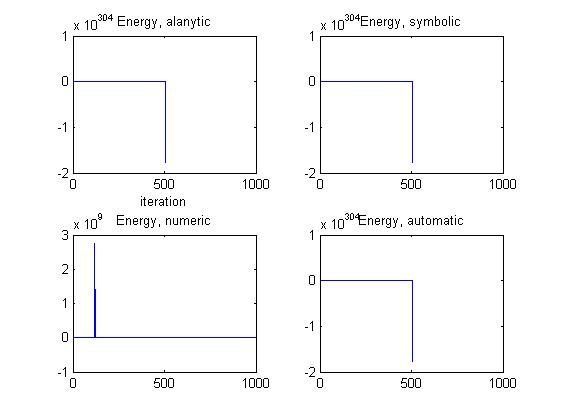 x 10^304 Energy, alanytic
1
0
-1
-2
0 500 1000
iteration
x 10^304 Energy, symbolic
1
0
-1
-2
0 500 1000
x 10^9 Energy, numeric
3
2
1
0
-1
0 500 1000
x 10^304 Energy, automatic
1
0
-1
-2
0 500 1000